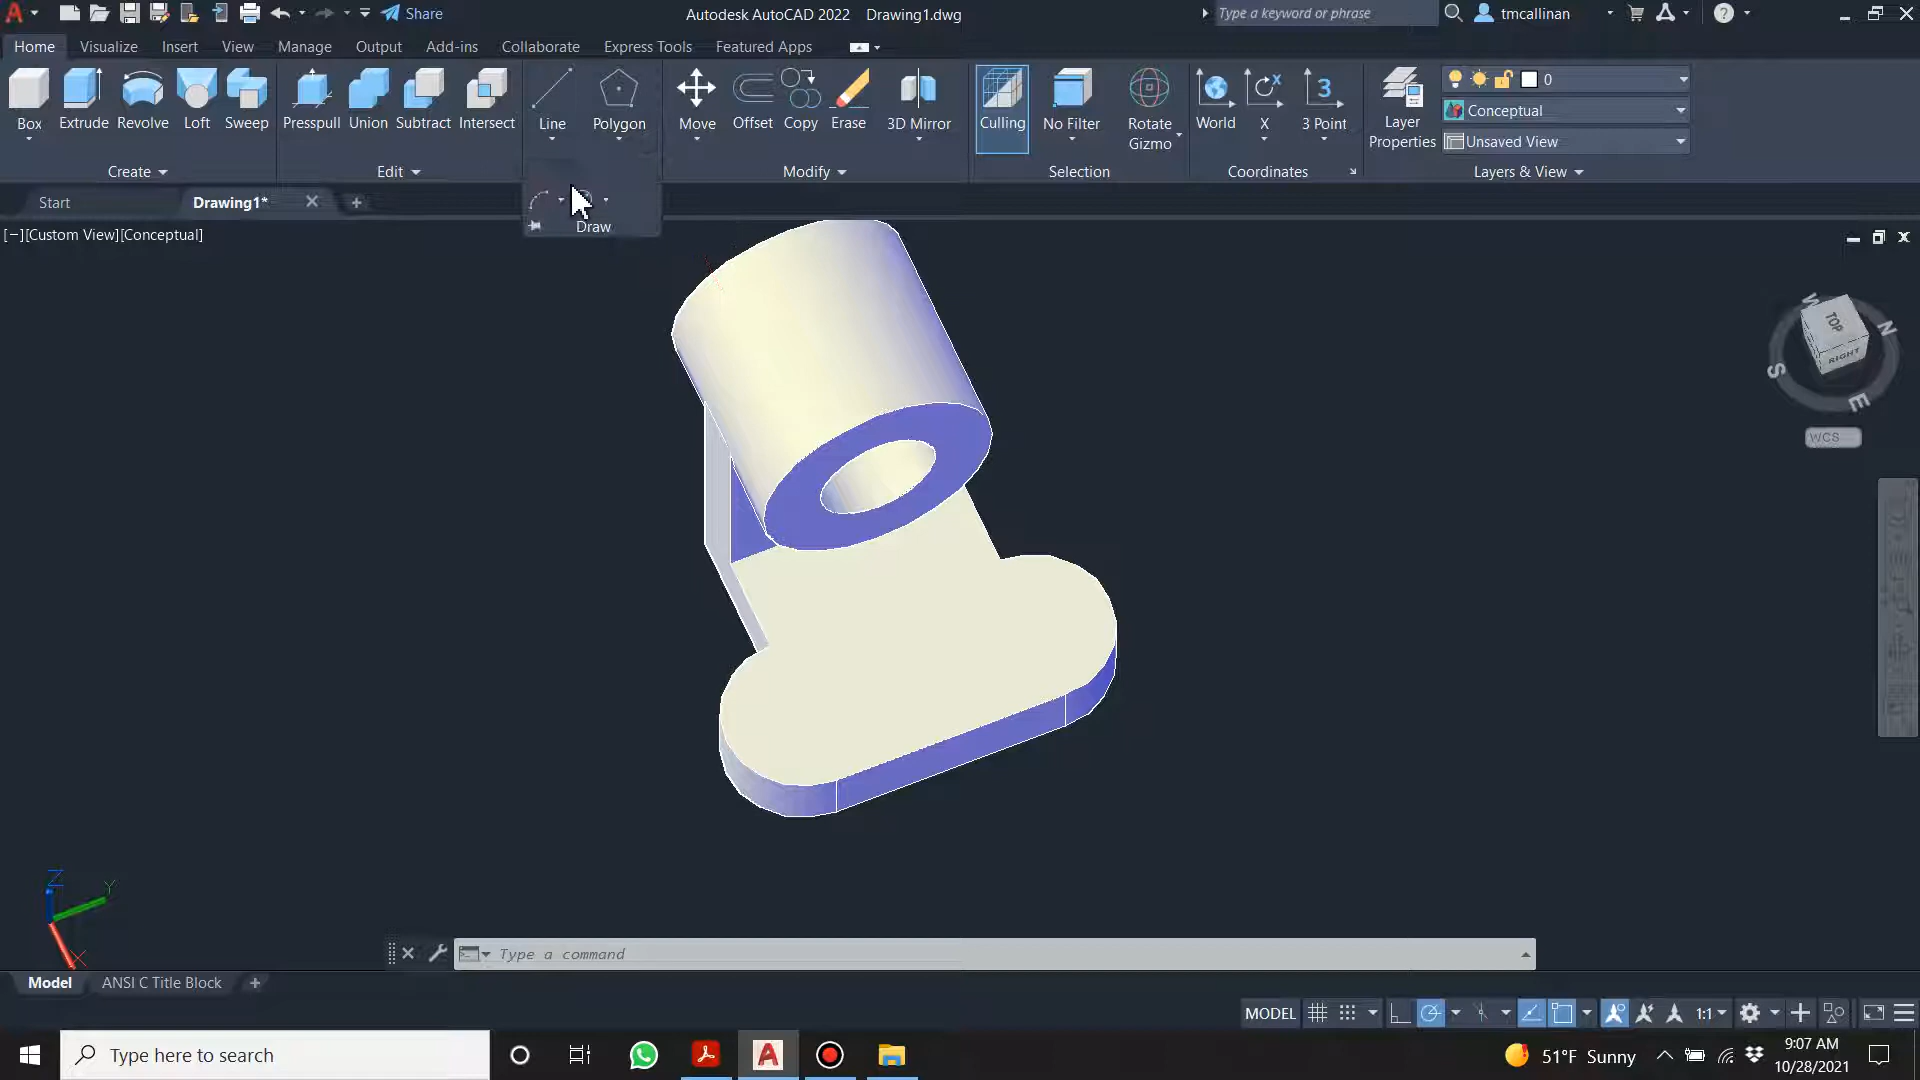 Share
Autodesk AutoCAD 2022 Drawing1.dwg
Type a keyword or phrase
tmcallinan
Home Visualize Insert View Manage Output Add-ins Collaborate Express Tools Featured Apps
Box Extrude Revolve Loft Sweep Presspull Union Subtract Intersect Line Polygon Move Offset Copy Erase 3D Mirror Culling No Filter Rotate Gizmo World X 3 Point Layer Properties
0
Conceptual
Unsaved View
Create Edit Modify Selection Coordinates Layers & View
Start Drawing1*
Draw
[−][Custom View][Conceptual]
W N
TOP
RIGHT
S E
WCS
Z
Y
X
Type a command
Model ANSI C Title Block
MODEL 1:1
Type here to search
51°F Sunny
9:07 AM
10/28/2021